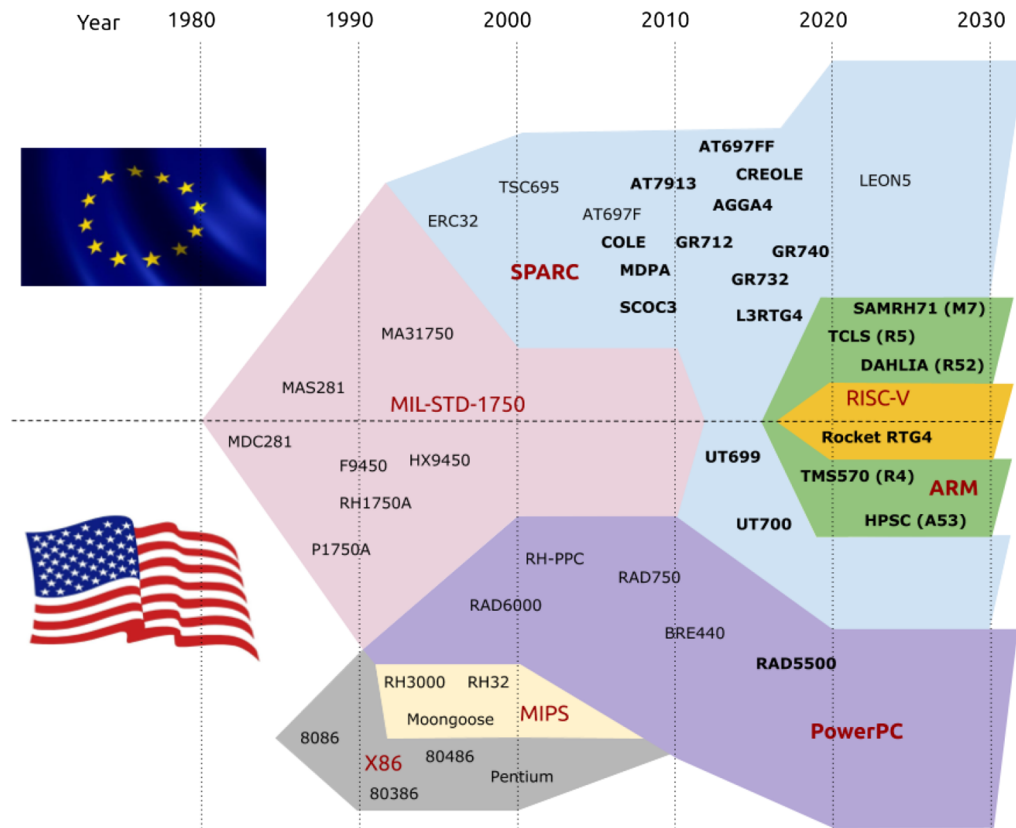 Year 1980 1990 2000 2010 2020 2030
AT697FF
CREOLE
TSC695 AT7913 LEON5
AGGA4
ERC32 AT697F
COLE GR712
GR740
SPARC MDPA
GR732
SCOC3 L3RTG4 SAMRH71 (M7)
MA31750 TCLS (R5)
DAHLIA (R52)
MAS281
MIL-STD-1750 RISC-V
MDC281 Rocket RTG4
F9450 HX9450 UT699
TMS570 (R4)
ARM
RH1750A
UT700 HPSC (A53)
P1750A
RH-PPC
RAD750
RAD6000
BRE440
RAD5500
RH3000 RH32
Moongoose MIPS
8086 PowerPC
X86 80486
Pentium
80386